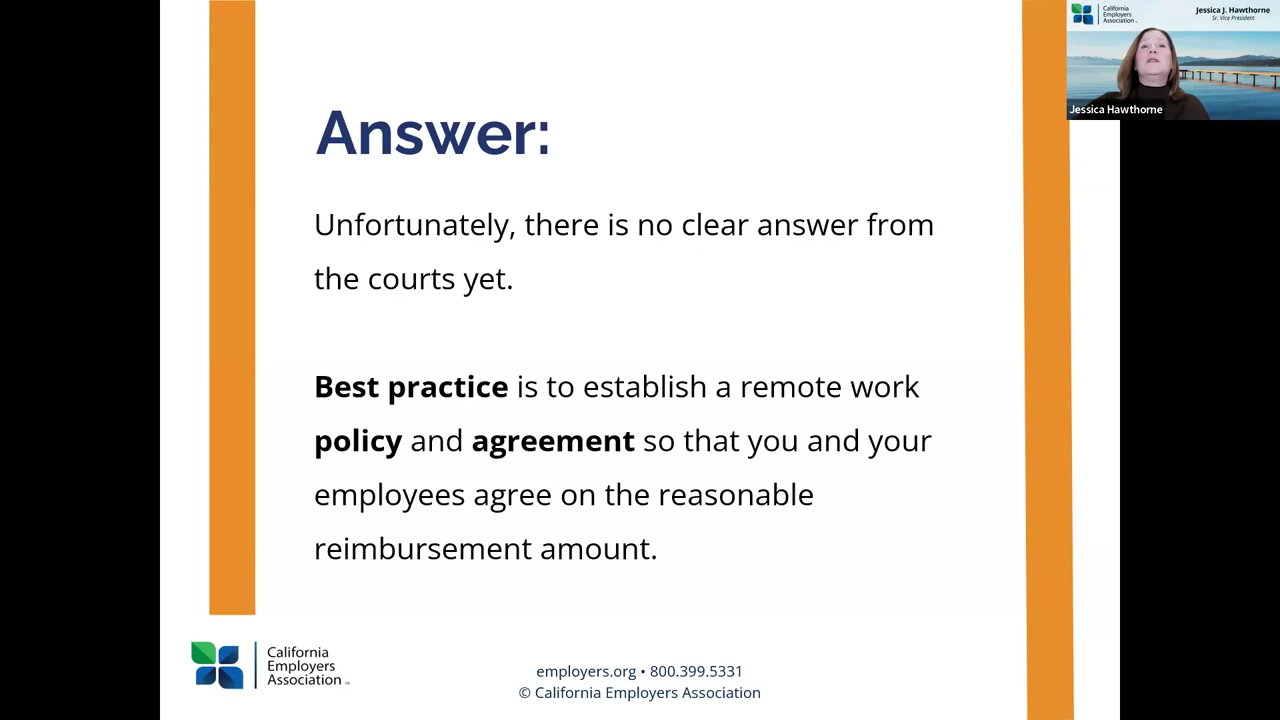 Answer:
Unfortunately, there is no clear answer from
the courts yet.
Best practice is to establish a remote work
policy and agreement so that you and your
employees agree on the reasonable
reimbursement amount.
California
Employers
Association™
employers.org • 800.399.5331
© California Employers Association
California
Employers
Association™
Jessica J. Hawthorne
Sr. Vice President
Jessica Hawthorne